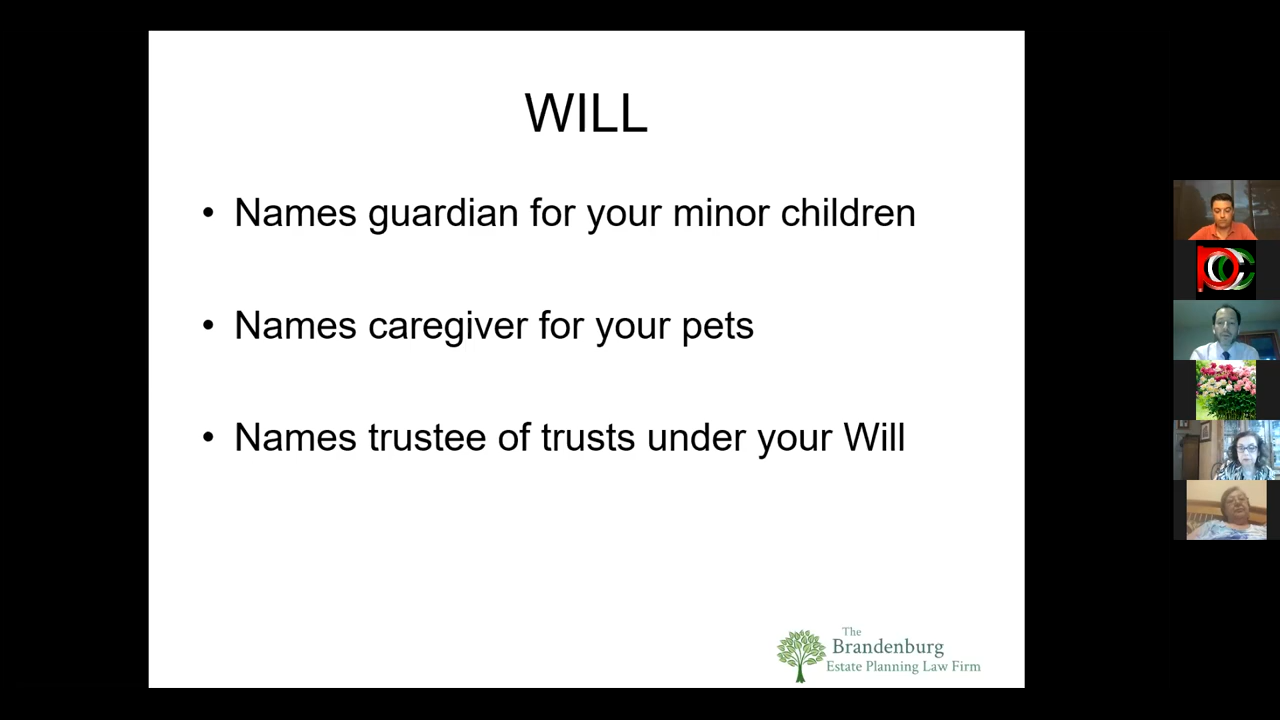 WILL
• Names guardian for your minor children
• Names caregiver for your pets
• Names trustee of trusts under your Will
The
Brandenburg
Estate Planning Law Firm